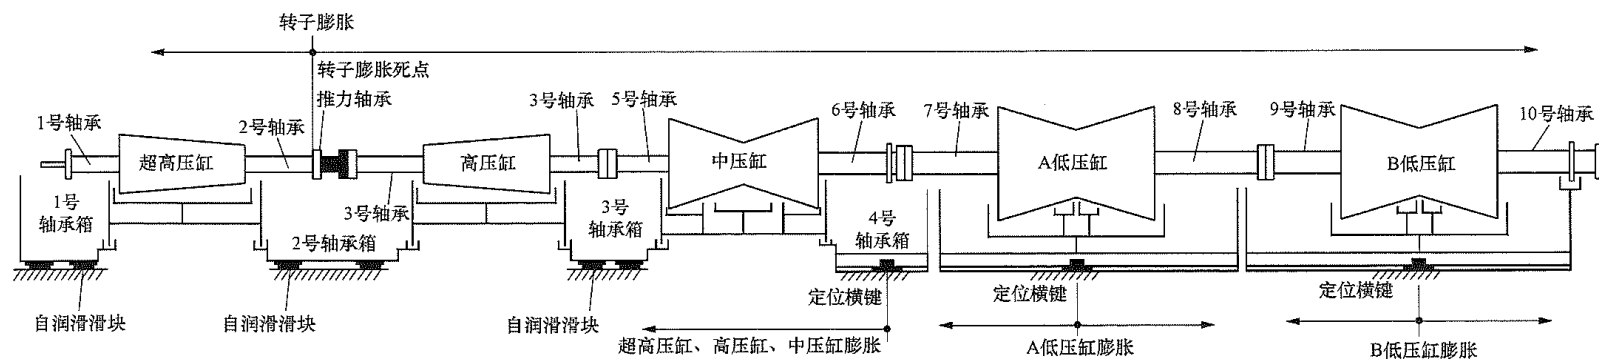 转子膨胀
转子膨胀死点
推力轴承
1号轴承
2号轴承
3号轴承
5号轴承
6号轴承
7号轴承
8号轴承
9号轴承
10号轴承
超高压缸
高压缸
中压缸
A低压缸
B低压缸
1号
轴承箱
3号轴承
2号轴承箱
3号
轴承箱
4号
轴承箱
定位横键
定位横键
定位横键
自润滑滑块
自润滑滑块
自润滑滑块
超高压缸、高压缸、中压缸膨胀
A低压缸膨胀
B低压缸膨胀